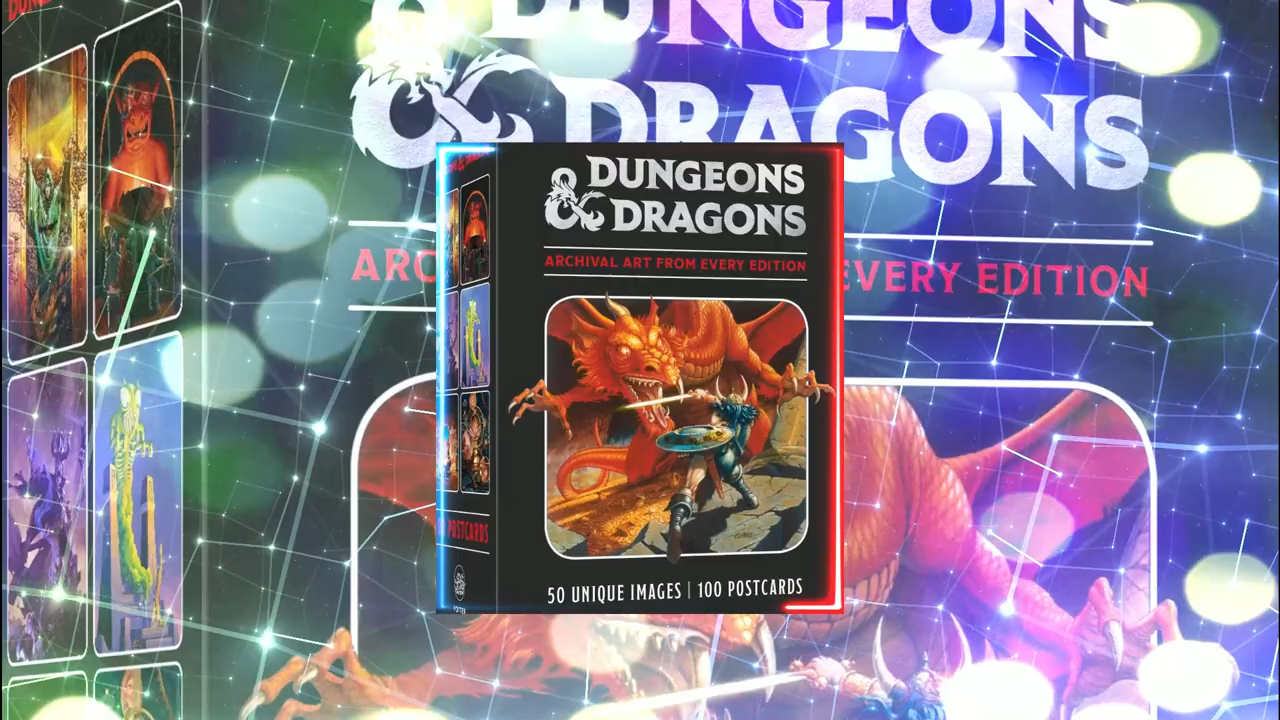 DUNGEONS
& DRAGONS
ARC
EVERY EDITION
DUNGEONS
& DRAGONS
ARCHIVAL ART FROM EVERY EDITION
POSTCARDS
50 UNIQUE IMAGES | 100 POSTCARDS